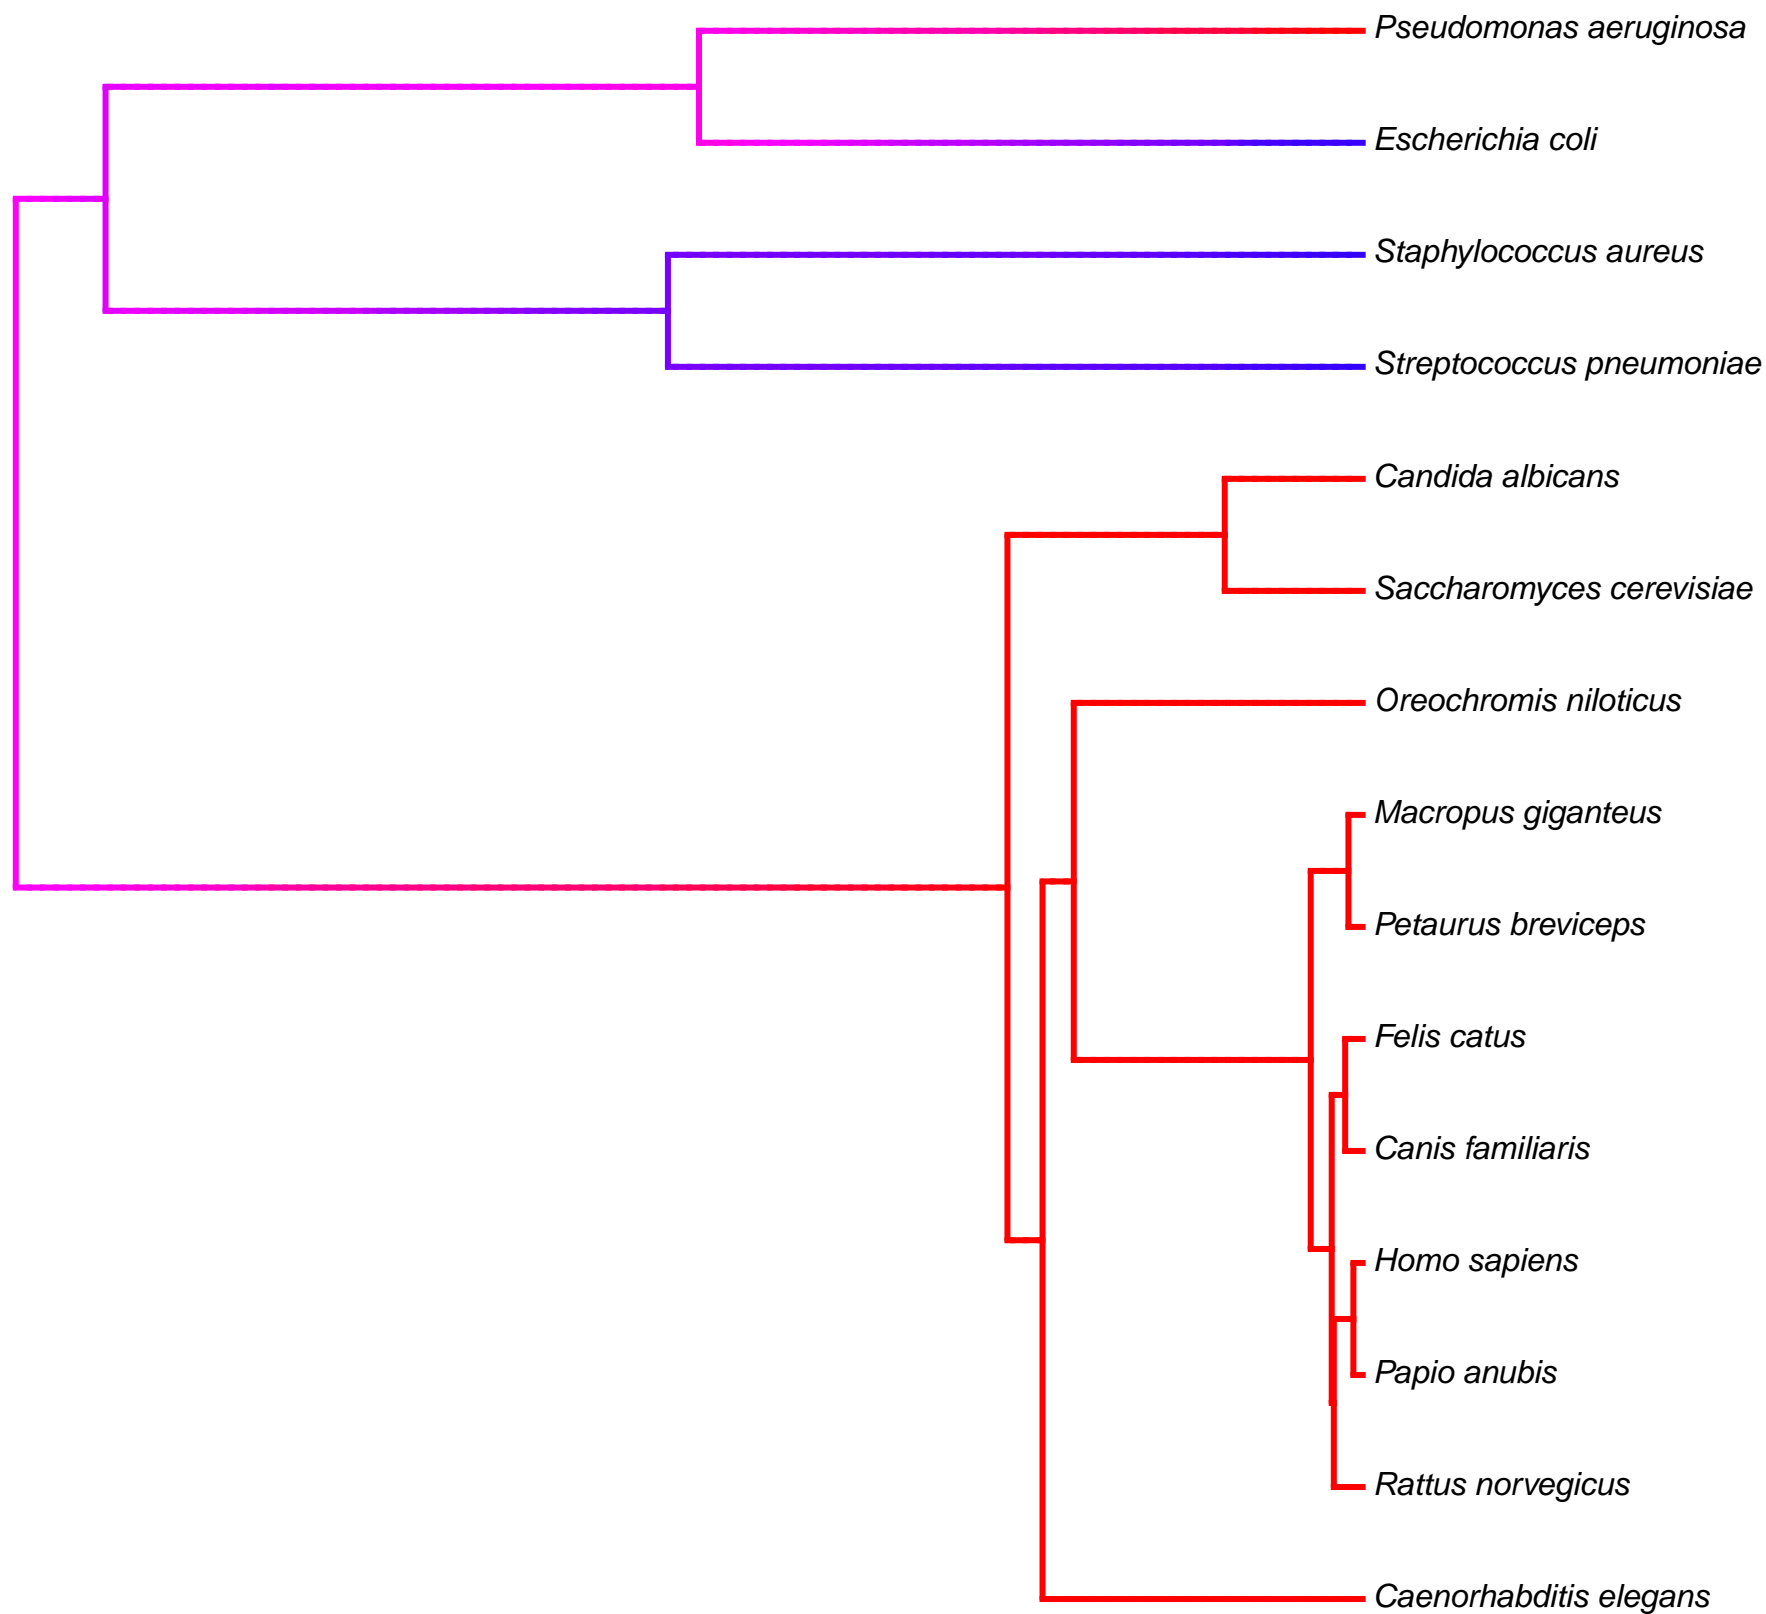 Pseudomonas aeruginosa
Escherichia coli
Staphylococcus aureus
Streptococcus pneumoniae
Candida albicans
Saccharomyces cerevisiae
Oreochromis niloticus
Macropus giganteus
Petaurus breviceps
Felis catus
Canis familiaris
Homo sapiens
Papio anubis
Rattus norvegicus
Caenorhabditis elegans